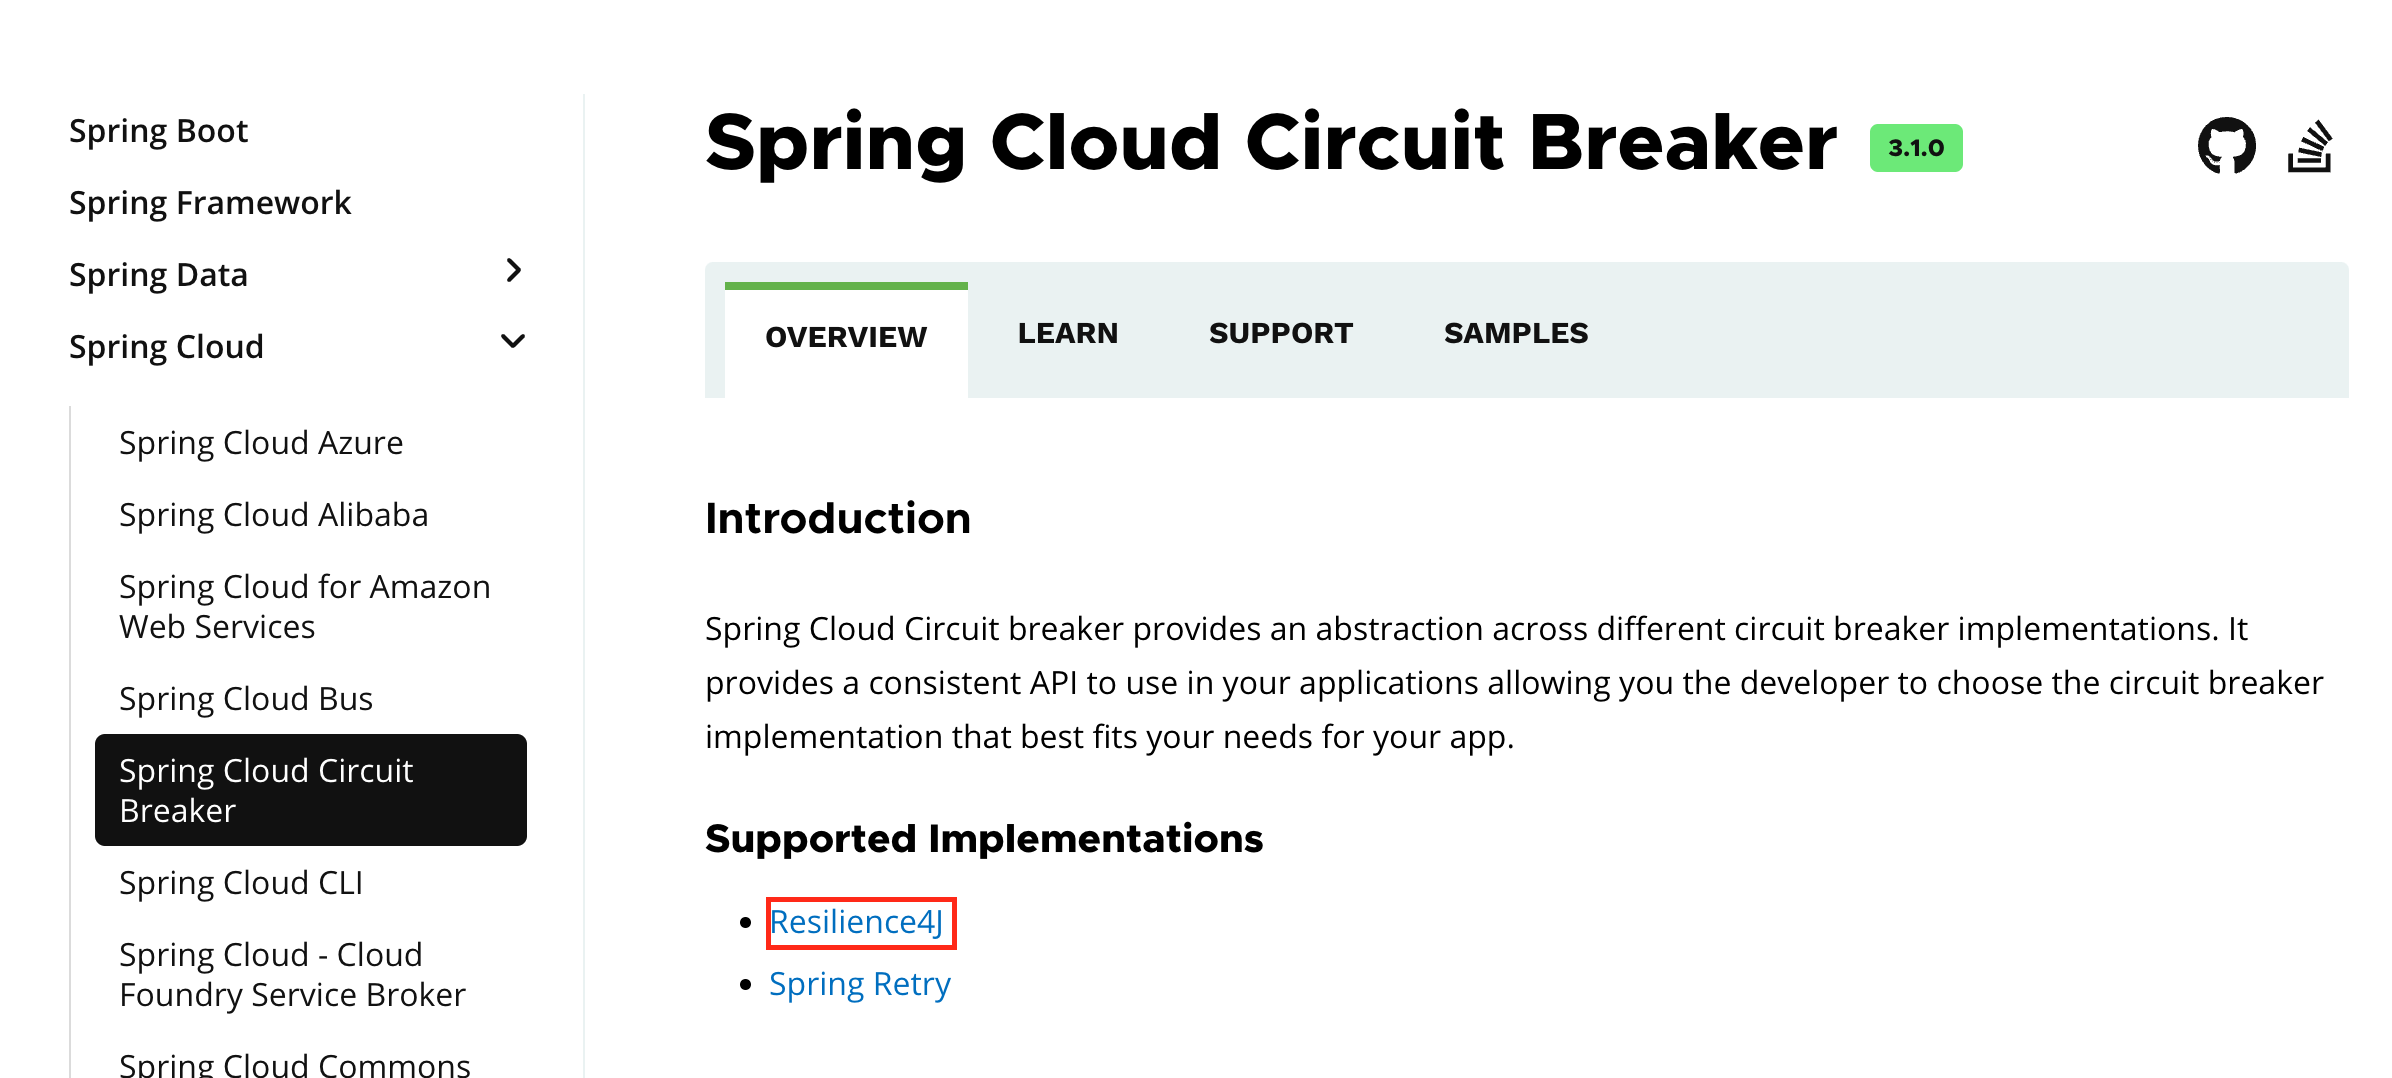 Spring Boot
Spring Framework
Spring Data
Spring Cloud
Spring Cloud Azure
Spring Cloud Alibaba
Spring Cloud for Amazon
Web Services
Spring Cloud Bus
Spring Cloud Circuit
Breaker
Spring Cloud CLI
Spring Cloud - Cloud
Foundry Service Broker
Spring Cloud Commons
Spring Cloud Circuit Breaker 3.1.0
OVERVIEW LEARN SUPPORT SAMPLES
Introduction
Spring Cloud Circuit breaker provides an abstraction across different circuit breaker implementations. It
provides a consistent API to use in your applications allowing you the developer to choose the circuit breaker
implementation that best fits your needs for your app.
Supported Implementations
Resilience4J
Spring Retry